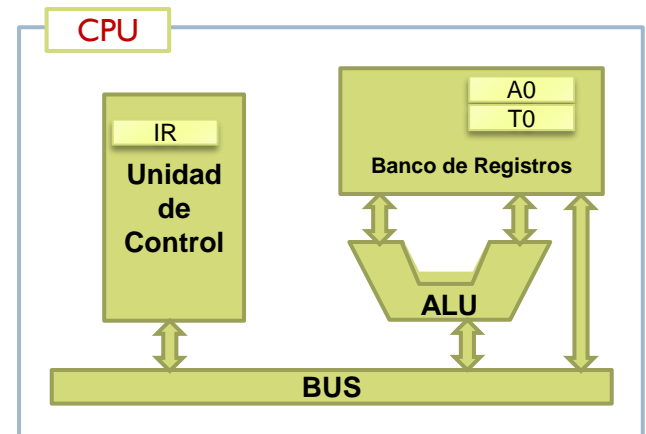 CPU
IR
Unidad
de
Control
A0
T0
Banco de Registros
ALU
BUS